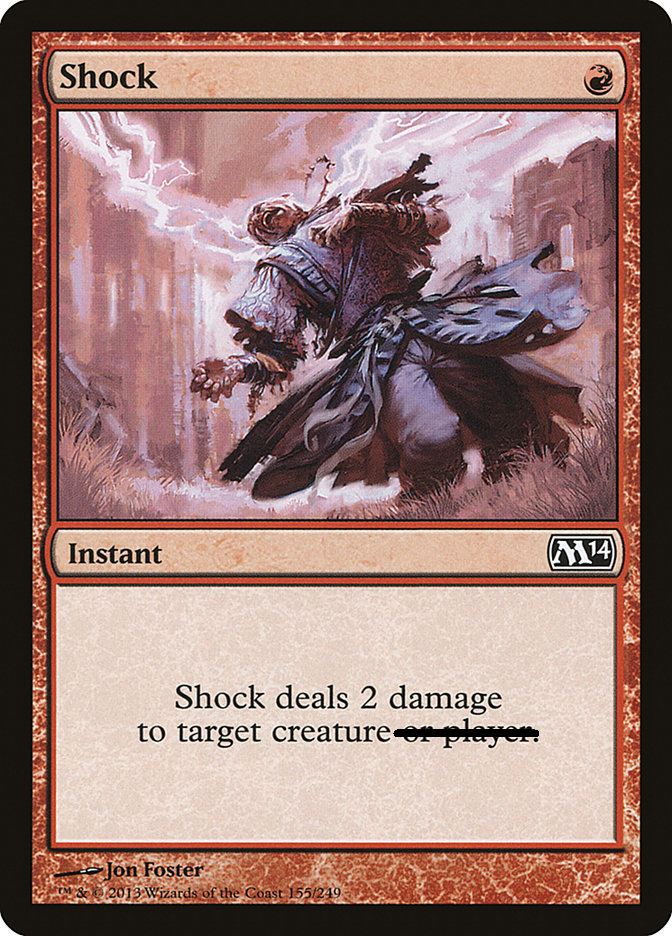 Shock
Instant
M14
Shock deals 2 damage
to target creature or player.
Jon Foster
™ & © 2013 Wizards of the Coast 155/249